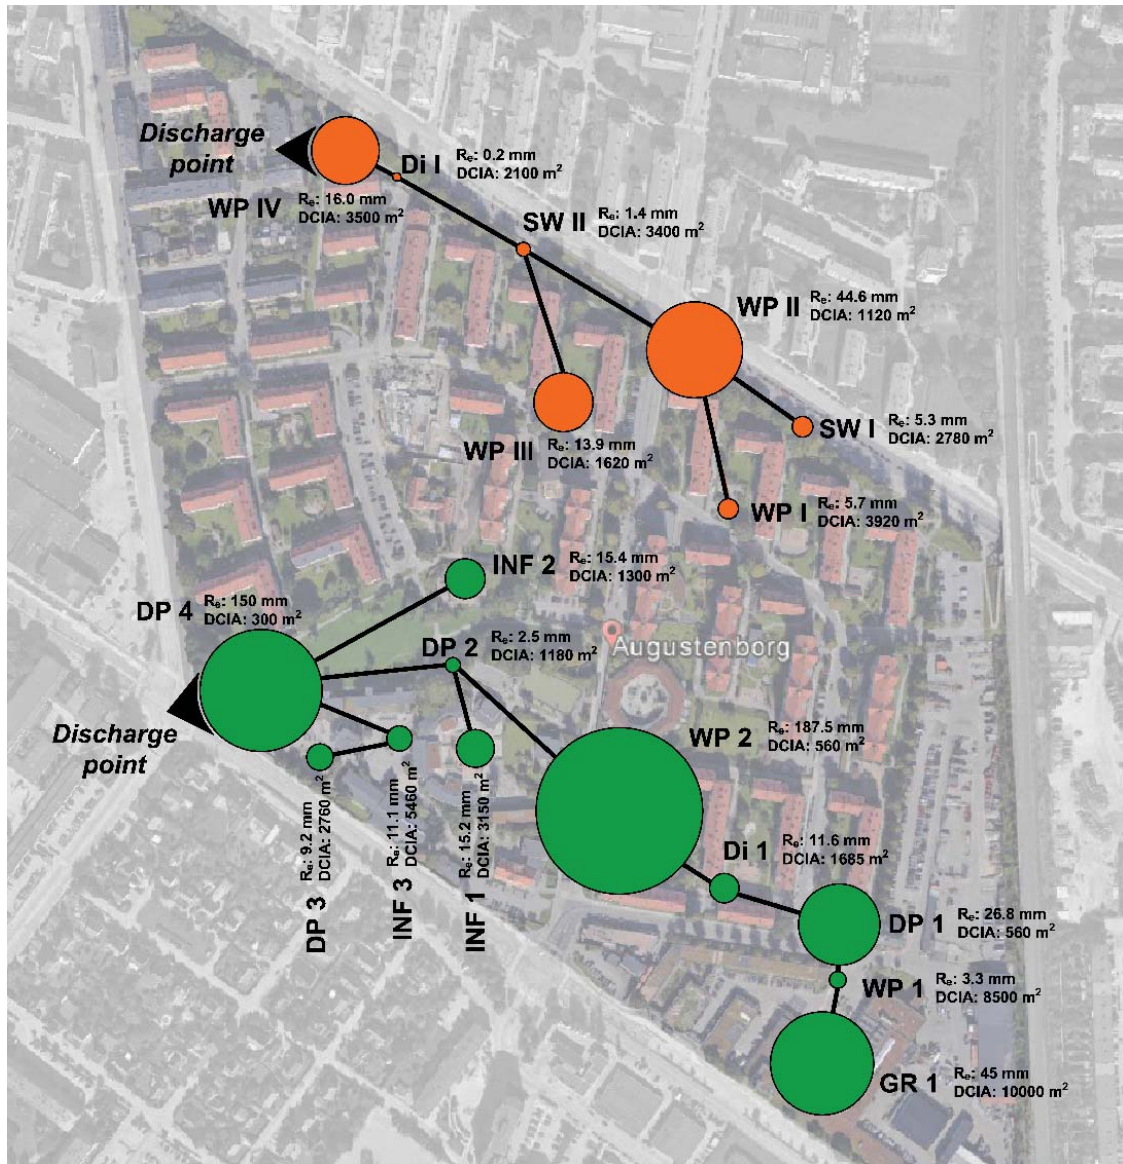 Discharge
point
Di I
Rₑ: 0.2 mm
DCIA: 2100 m²
WP IV
Rₑ: 16.0 mm
DCIA: 3500 m²
SW II
Rₑ: 1.4 mm
DCIA: 3400 m²
WP II
Rₑ: 44.6 mm
DCIA: 1120 m²
SW I
Rₑ: 5.3 mm
DCIA: 2780 m²
WP III
Rₑ: 13.9 mm
DCIA: 1620 m²
WP I
Rₑ: 5.7 mm
DCIA: 3920 m²
INF 2
Rₑ: 15.4 mm
DCIA: 1300 m²
DP 4
Rₑ: 150 mm
DCIA: 300 m²
DP 2
Rₑ: 2.5 mm
DCIA: 1180 m²
Augustenborg
Discharge
point
WP 2
Rₑ: 187.5 mm
DCIA: 560 m²
DP 3
Rₑ: 9.2 mm
DCIA: 2760 m²
INF 3
Rₑ: 11.1 mm
DCIA: 5460 m²
INF 1
Rₑ: 15.2 mm
DCIA: 3150 m²
Di 1
Rₑ: 11.6 mm
DCIA: 1685 m²
DP 1
Rₑ: 26.8 mm
DCIA: 560 m²
WP 1
Rₑ: 3.3 mm
DCIA: 8500 m²
GR 1
Rₑ: 45 mm
DCIA: 10000 m²